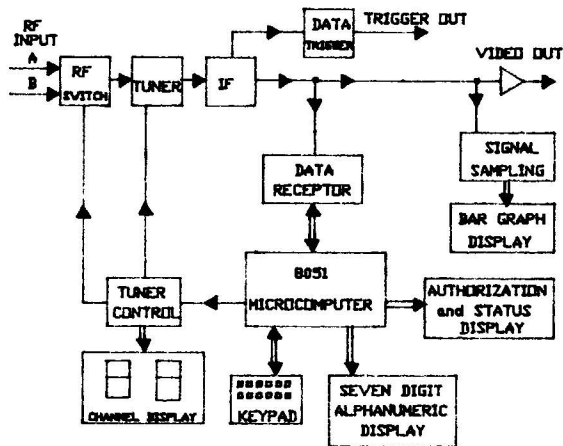 RF
INPUT
A
B
RF
SWITCH
TUNER
IF
DATA
TRIGGER
TRIGGER OUT
VIDEO OUT
SIGNAL
SAMPLING
BAR GRAPH
DISPLAY
DATA
RECEPTOR
8051
MICROCOMPUTER
TUNER
CONTROL
AUTHORIZATION
and STATUS
DISPLAY
CHANNEL DISPLAY
KEYPAD
SEVEN DIGIT
ALPHANUMERIC
DISPLAY